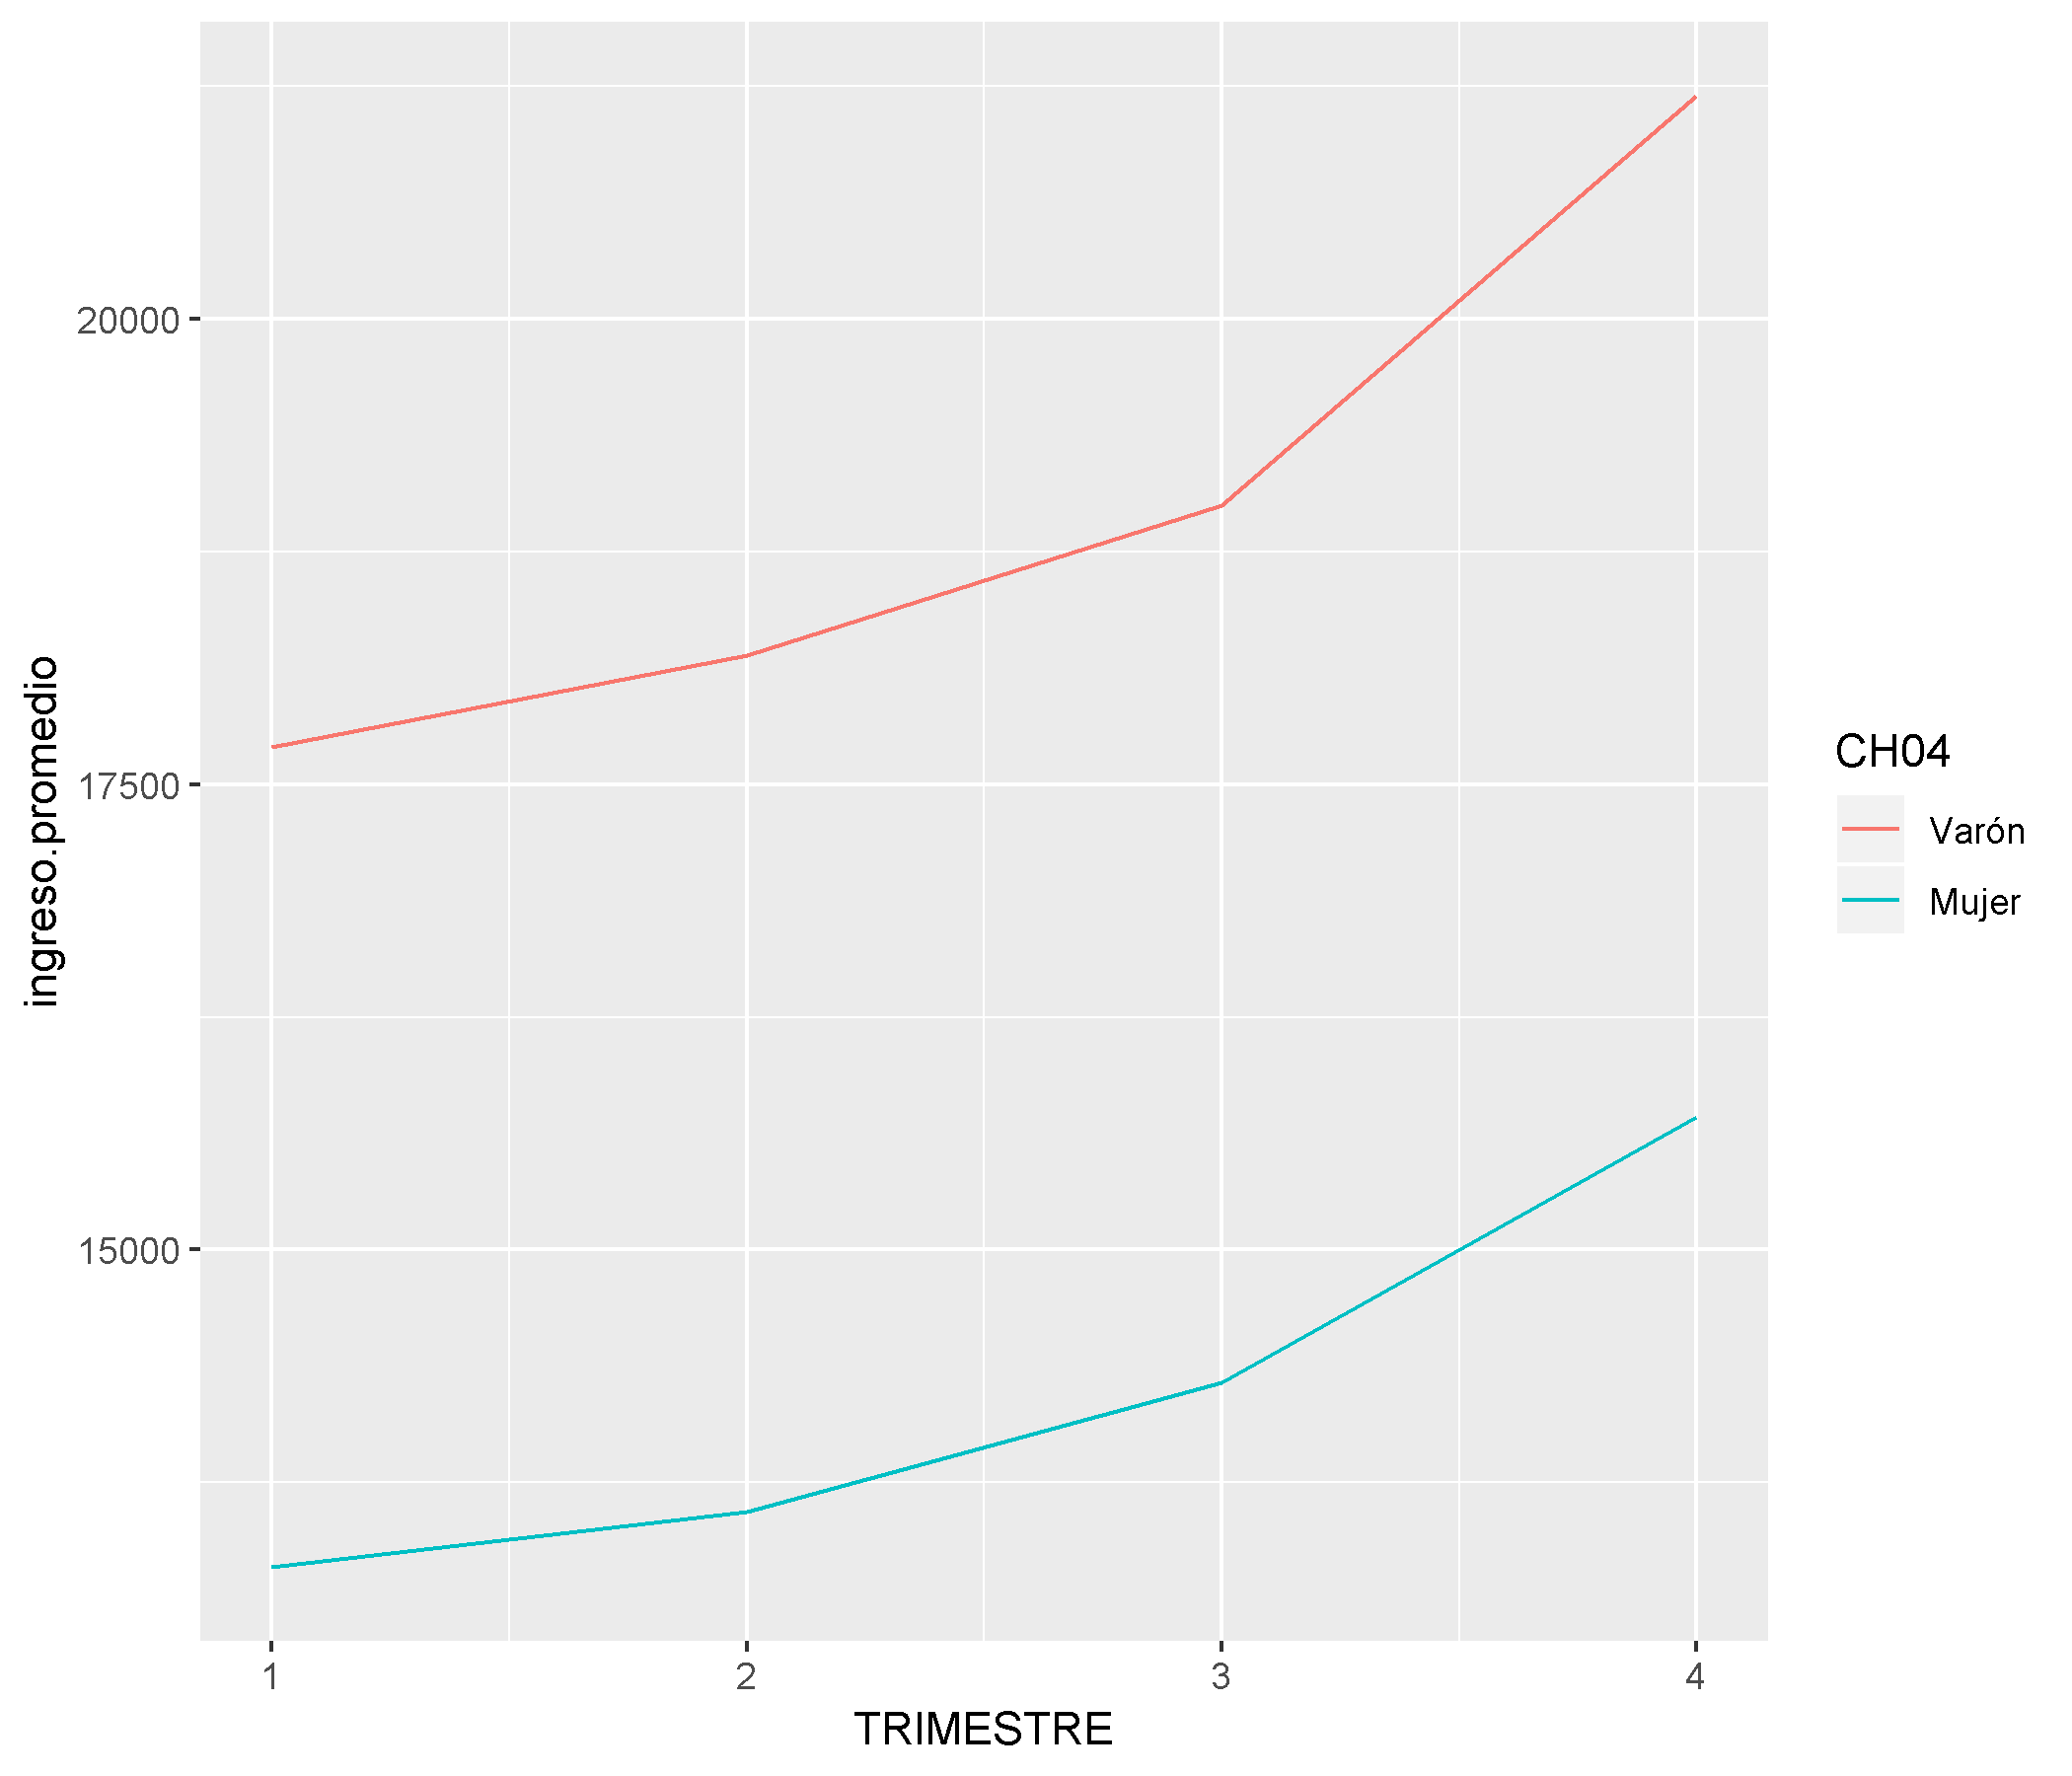 ingreso.promedio
20000
17500
15000
1 2 3 4
TRIMESTRE
CH04
Varón
Mujer